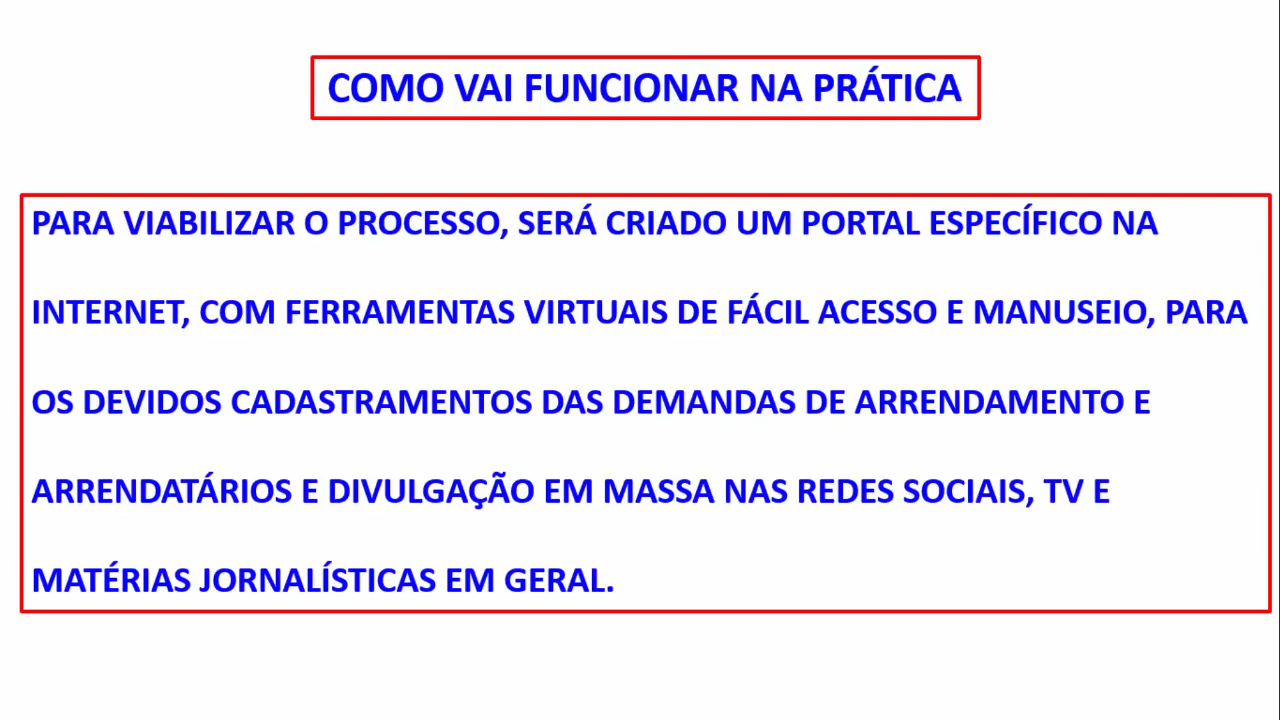 COMO VAI FUNCIONAR NA PRÁTICA
PARA VIABILIZAR O PROCESSO, SERÁ CRIADO UM PORTAL ESPECÍFICO NA
INTERNET, COM FERRAMENTAS VIRTUAIS DE FÁCIL ACESSO E MANUSEIO, PARA
OS DEVIDOS CADASTRAMENTOS DAS DEMANDAS DE ARRENDAMENTO E
ARRENDATÁRIOS E DIVULGAÇÃO EM MASSA NAS REDES SOCIAIS, TV E
MATÉRIAS JORNALÍSTICAS EM GERAL.